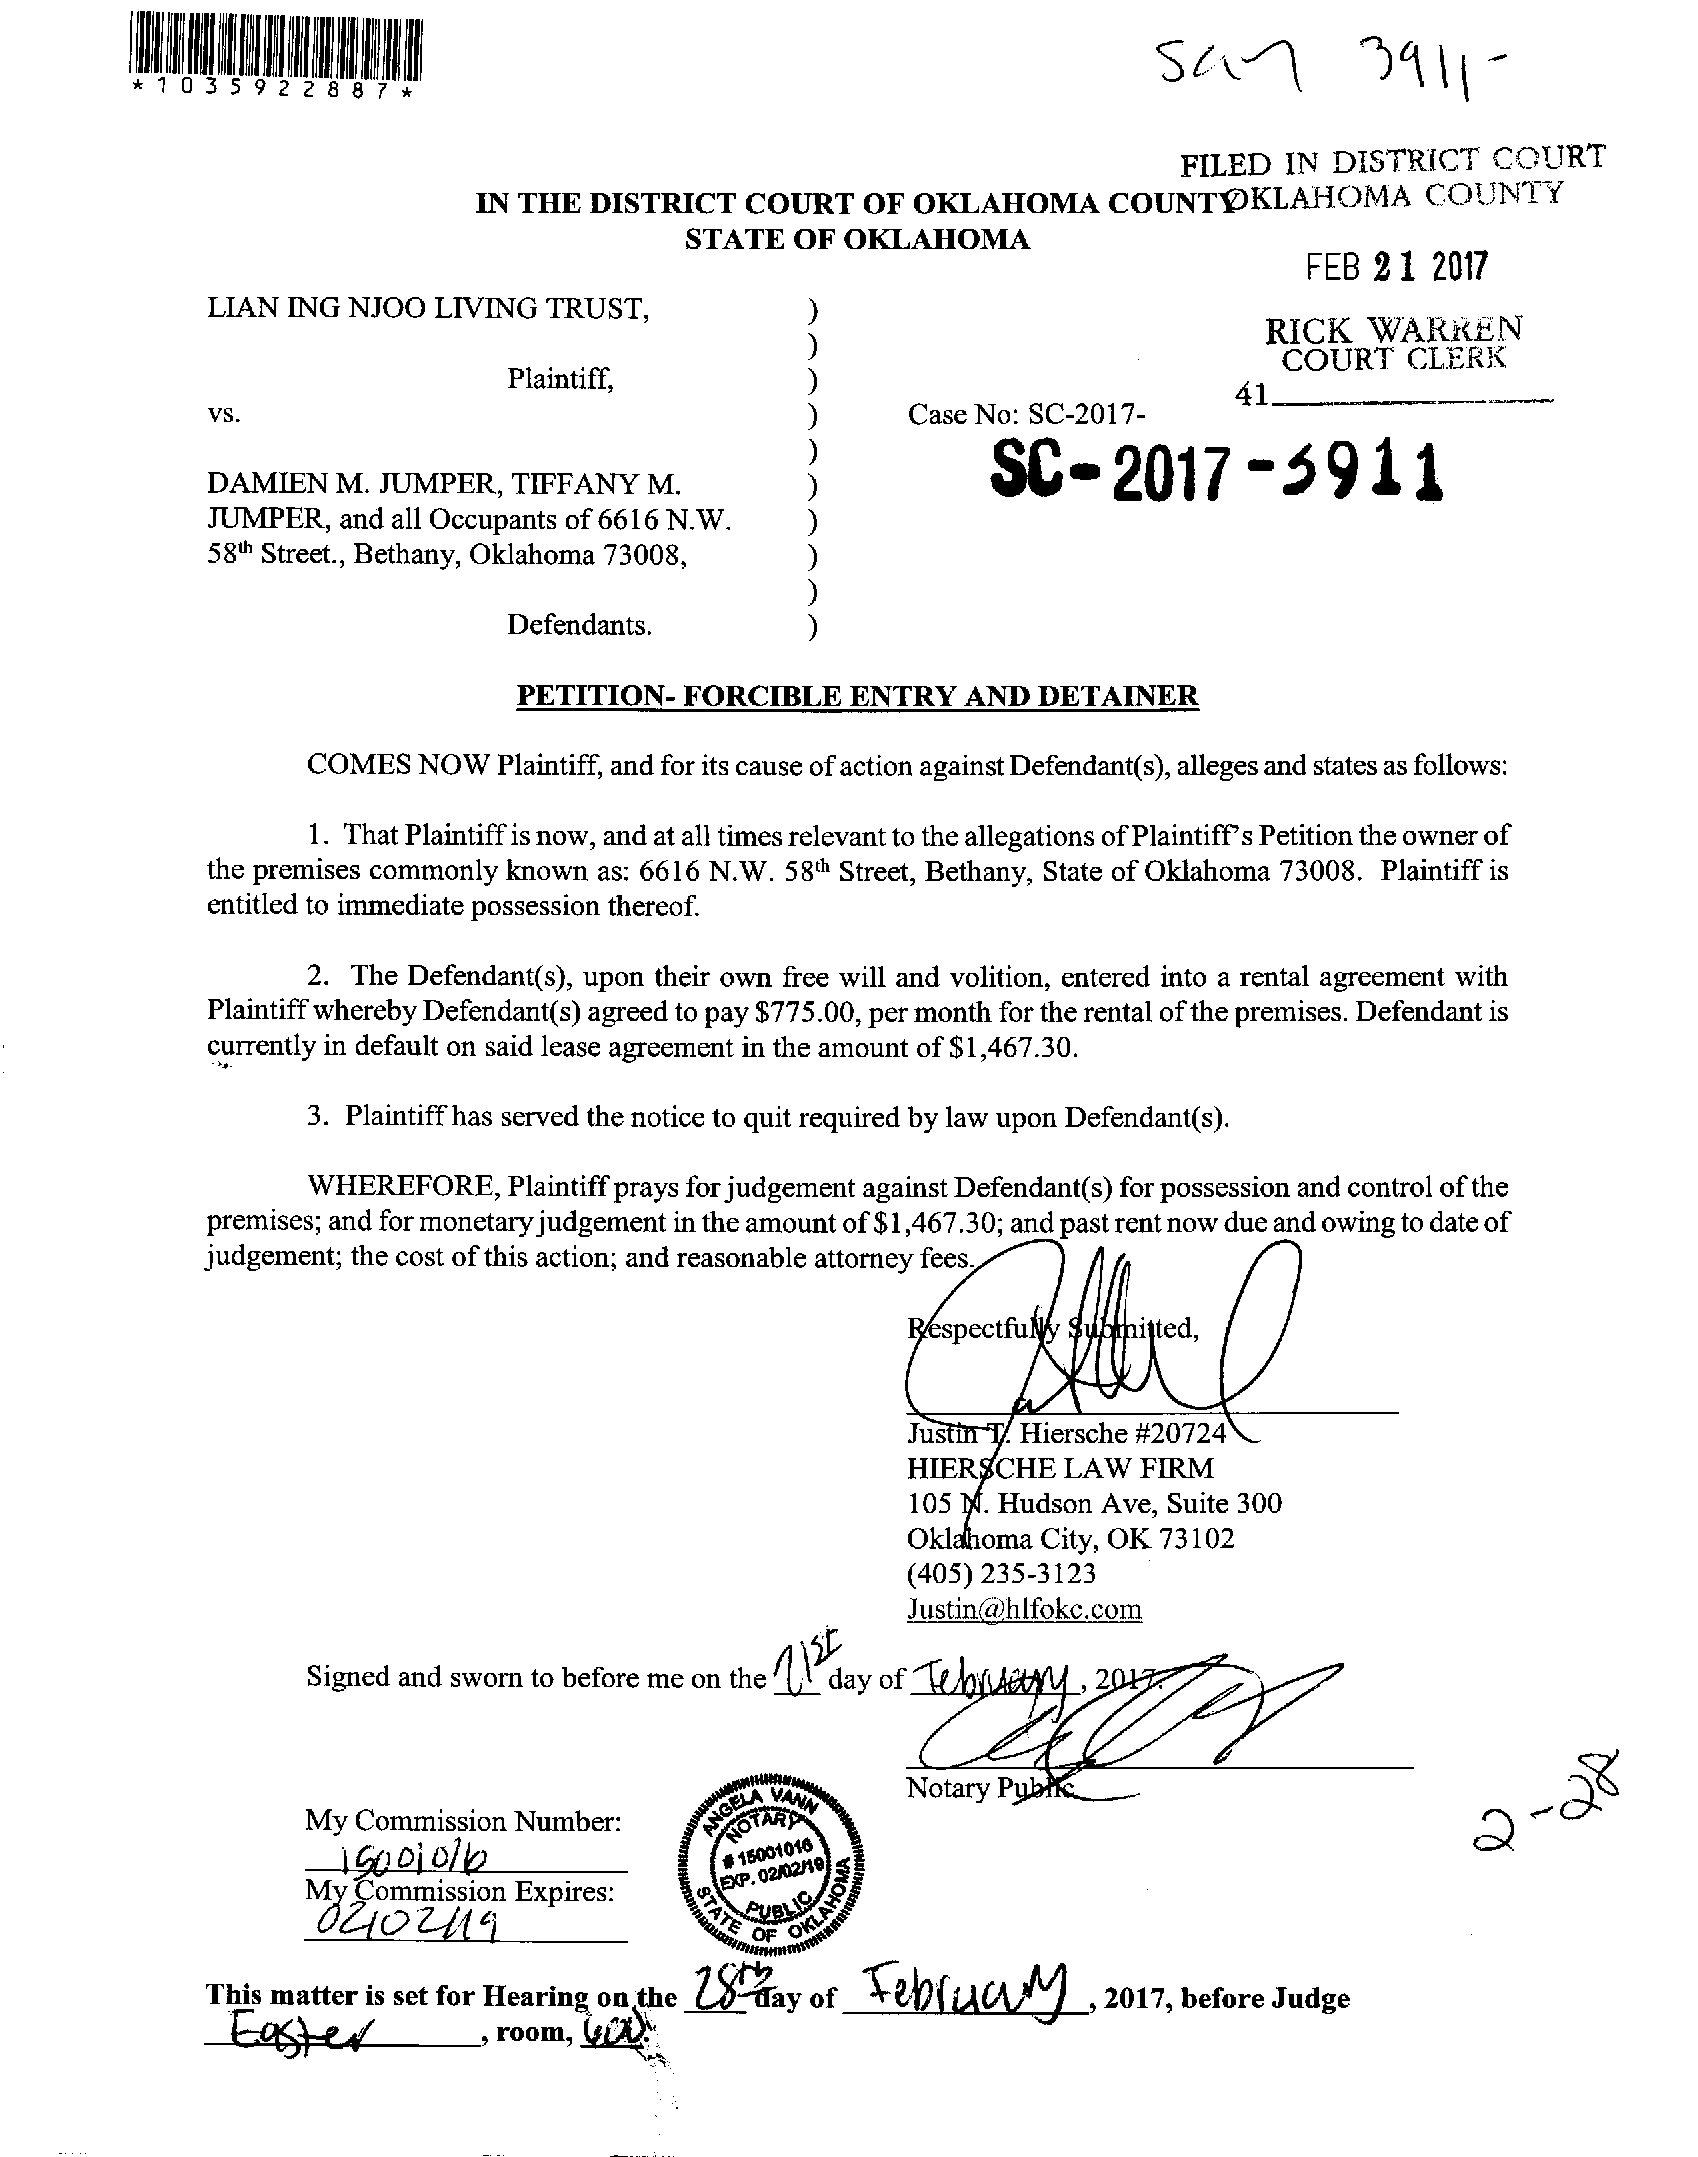 *1035922887*
FILED IN DISTRICT COURT
OKLAHOMA COUNTY
IN THE DISTRICT COURT OF OKLAHOMA COUNTY
STATE OF OKLAHOMA
FEB 21 2017
RICK WARREN
COURT CLERK
41
LIAN ING NJOO LIVING TRUST, )
)
Plaintiff, )
vs. ) Case No: SC-2017-
) SC-2017-3911
DAMIEN M. JUMPER, TIFFANY M. )
JUMPER, and all Occupants of 6616 N.W. )
58th Street., Bethany, Oklahoma 73008, )
)
Defendants. )
PETITION- FORCIBLE ENTRY AND DETAINER
COMES NOW Plaintiff, and for its cause of action against Defendant(s), alleges and states as follows:
1. That Plaintiff is now, and at all times relevant to the allegations of Plaintiff's Petition the owner of
the premises commonly known as: 6616 N.W. 58th Street, Bethany, State of Oklahoma 73008. Plaintiff is
entitled to immediate possession thereof.
2. The Defendant(s), upon their own free will and volition, entered into a rental agreement with
Plaintiff whereby Defendant(s) agreed to pay $775.00, per month for the rental of the premises. Defendant is
currently in default on said lease agreement in the amount of $1,467.30.
3. Plaintiff has served the notice to quit required by law upon Defendant(s).
WHEREFORE, Plaintiff prays for judgement against Defendant(s) for possession and control of the
premises; and for monetary judgement in the amount of $1,467.30; and past rent now due and owing to date of
judgement; the cost of this action; and reasonable attorney fees.
Respectfully Submitted,
Justin T. Hiersche #20724
HIERSCHE LAW FIRM
105 N. Hudson Ave, Suite 300
Oklahoma City, OK 73102
(405) 235-3123
Justin@hlfokc.com
Signed and sworn to before me on the 21st day of February, 2017.
Notary Public
2-28
My Commission Number:
15001016
My Commission Expires:
02/02/19
ANGELA VANN
NOTARY
# 15001016
EXP. 02/02/19
PUBLIC
STATE OF OKLAHOMA
This matter is set for Hearing on the 28th day of February, 2017, before Judge
Easter, room,